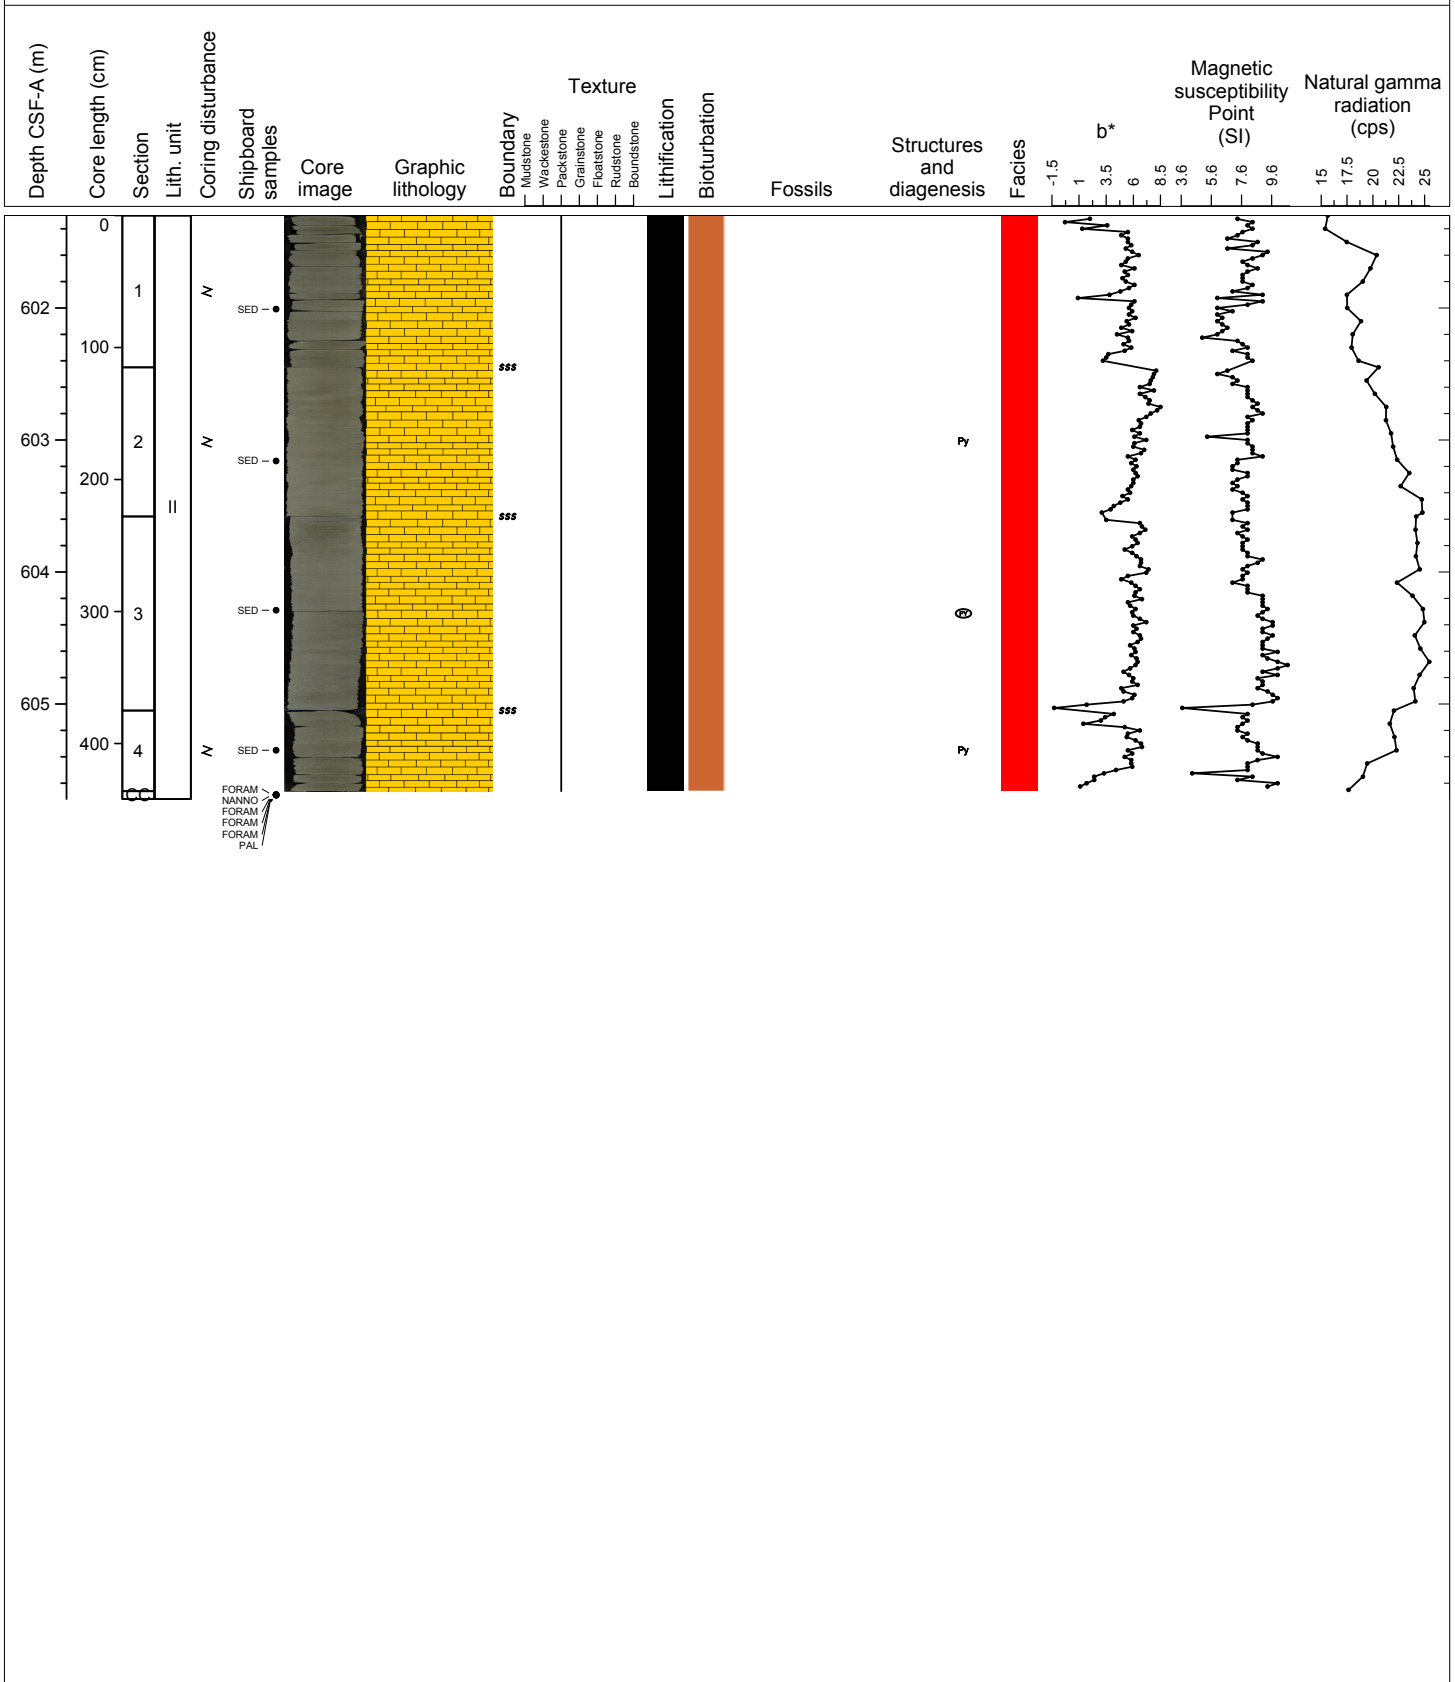 Depth CSF-A (m)
Core length (cm)
Section
Lith. unit
Coring disturbance
Shipboard
samples
Core
image
Graphic
lithology
Boundary
Texture
Mudstone
Wackestone
Packstone
Grainstone
Floatstone
Rudstone
Boundstone
Lithification
Bioturbation
Fossils
Structures
and
diagenesis
Facies
b*
-1.5 1 3.5 6 8.5
Magnetic
susceptibility
Point
(SI)
3.6 5.6 7.6 9.6
Natural gamma
radiation
(cps)
15 17.5 20 22.5 25
0
1
602
SED
100
sss
2
603
Py
SED
200
II
sss
604
SED
300
3
PY
605
sss
400
4
SED
Py
CC
FORAM
NANNO
FORAM
FORAM
FORAM
PAL